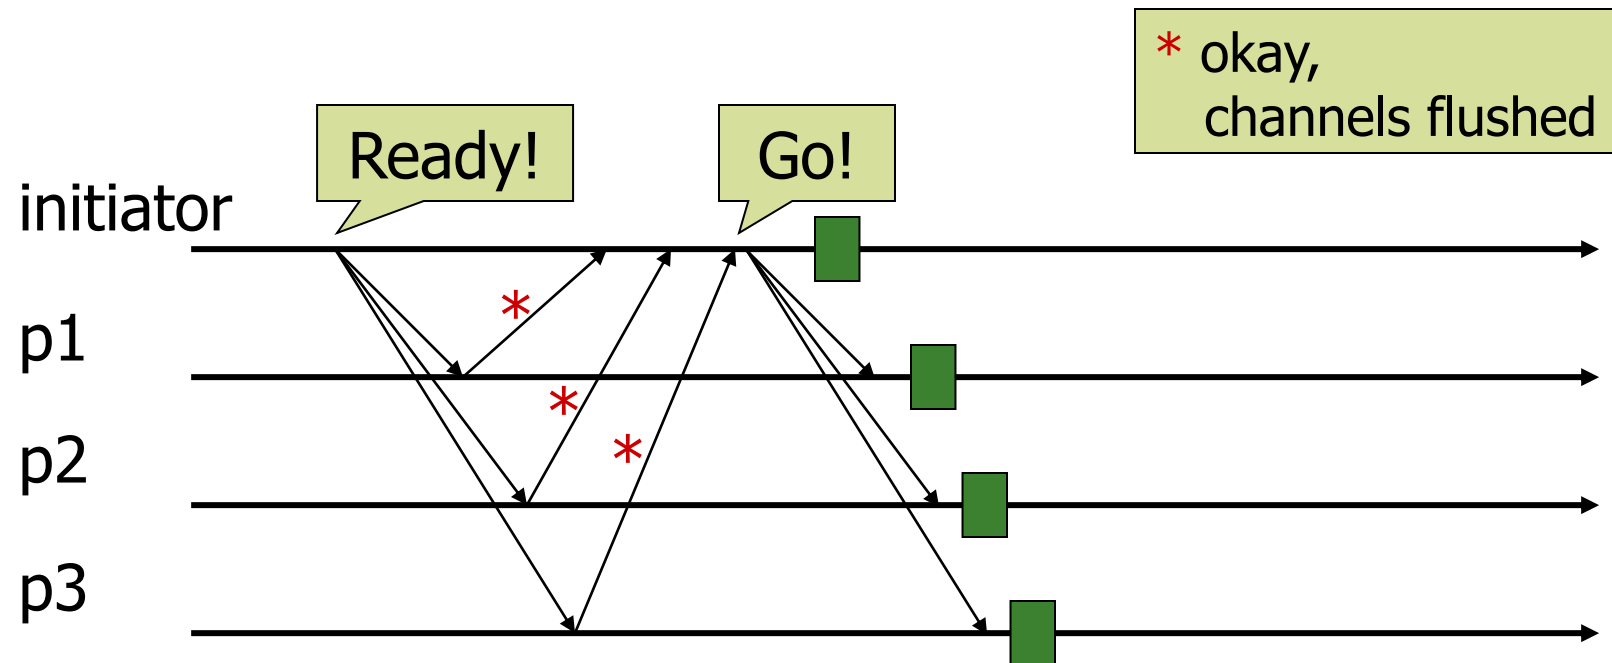 * okay,
channels flushed
Ready!
Go!
initiator
*
p1
*
*
p2
p3